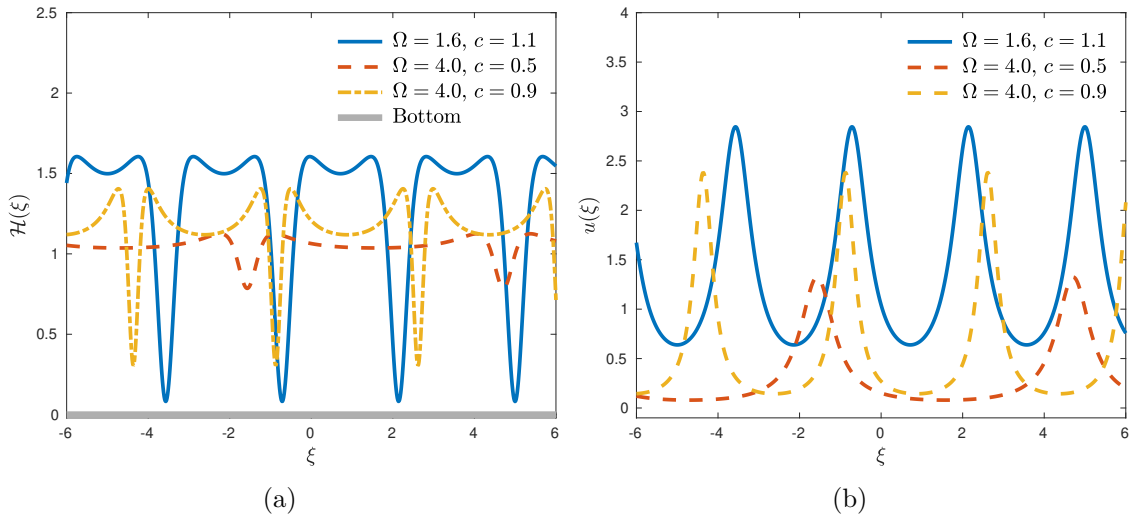 2.5
2
1.5
1
0.5
0
-6 -4 -2 0 2 4 6
ℋ(ξ)
ξ
Ω = 1.6, c = 1.1
Ω = 4.0, c = 0.5
Ω = 4.0, c = 0.9
Bottom
(a)
4
3.5
3
2.5
2
1.5
1
0.5
0
-6 -4 -2 0 2 4 6
u(ξ)
ξ
Ω = 1.6, c = 1.1
Ω = 4.0, c = 0.5
Ω = 4.0, c = 0.9
(b)